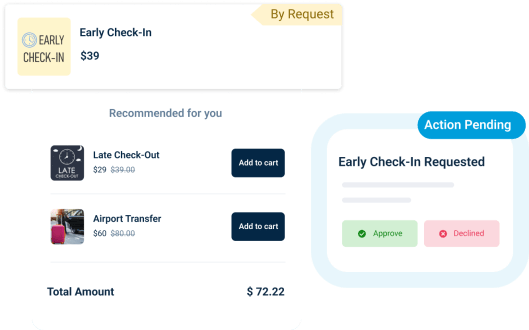 By Request
EARLY
CHECK-IN
Early Check-In
$39
Recommended for you
LATE
CHECK-OUT
Late Check-Out
$29 $39.00
Add to cart
Airport Transfer
$60 $80.00
Add to cart
Total Amount
$ 72.22
Action Pending
Early Check-In Requested
Approve
Declined